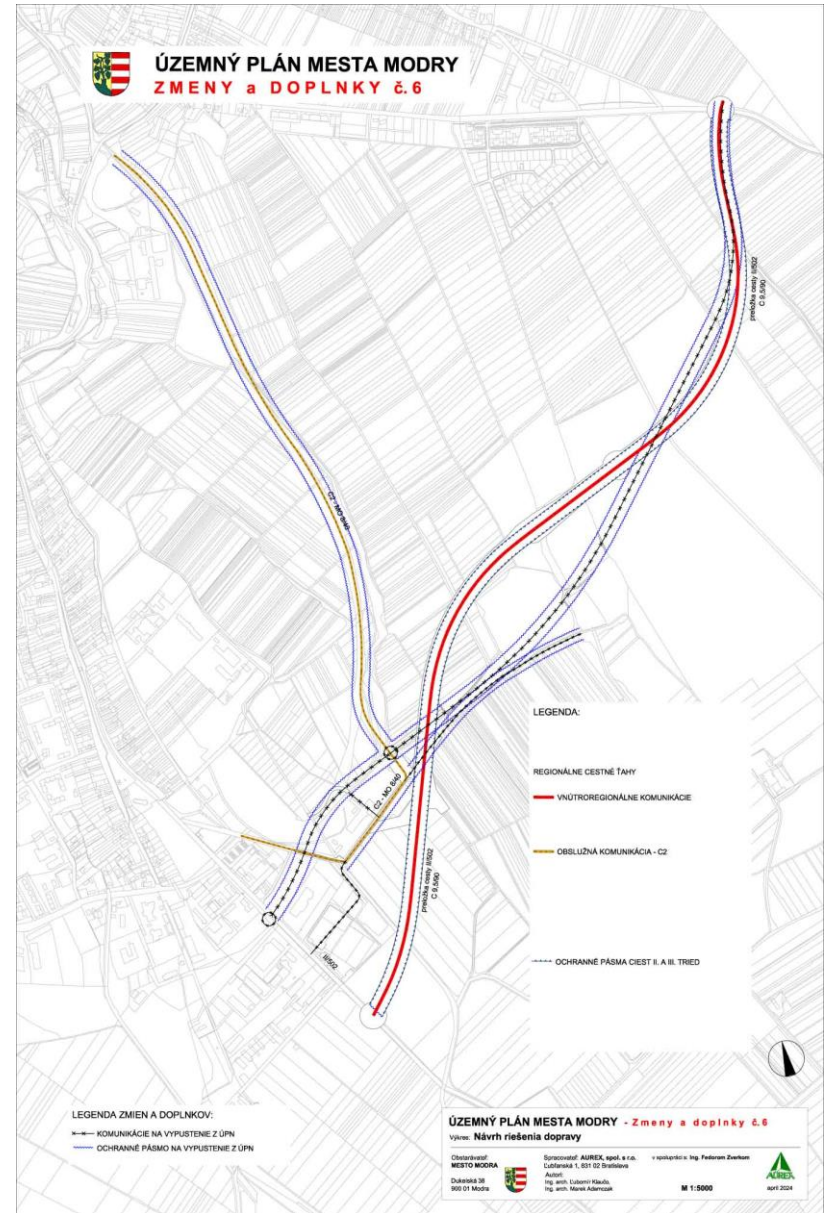 ÚZEMNÝ PLÁN MESTA MODRY
ZMENY a DOPLNKY č.6
preložka cesty II/502
C 9,5/90
C2 - MO 8/40
C2 - MO 8/40
preložka cesty II/502
C 9,5/90
II/502
LEGENDA:
REGIONÁLNE CESTNÉ ŤAHY
VNÚTROREGIONÁLNE KOMUNIKÁCIE
OBSLUŽNÁ KOMUNIKÁCIA - C2
OCHRANNÉ PÁSMA CIEST II. A III. TRIED
LEGENDA ZMIEN A DOPLNKOV:
KOMUNIKÁCIE NA VYPUSTENIE Z ÚPN
OCHRANNÉ PÁSMO NA VYPUSTENIE Z ÚPN
ÚZEMNÝ PLÁN MESTA MODRY - Zmeny a doplnky č.6
Výkres: Návrh riešenia dopravy
Obstarávateľ:
MESTO MODRA
Dukelská 38
900 01 Modra
Spracovateľ: AUREX, spol. s r.o.
Ľubľanská 1, 831 02 Bratislava
Autori:
Ing. arch. Ľubomír Klaučo,
Ing. arch. Marek Adamczak
v spolupráci s: Ing. Fedorom Zverkom
M 1:5000
AUREX
apríl 2024